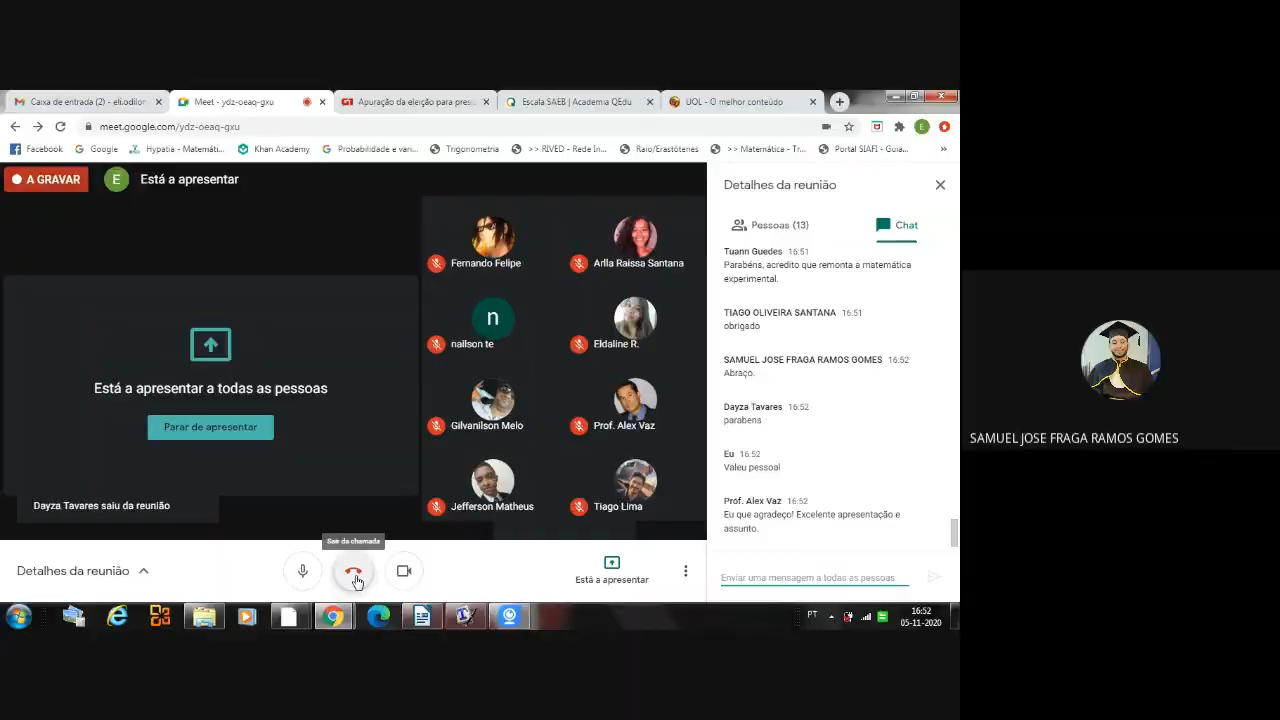 Caixa de entrada (2) - eli.odilor
Meet - ydz-oeaq-gxu
Apuração da eleição para pres
Escala SAEB | Academia QEdu
UOL - O melhor conteúdo
meet.google.com/ydz-oeaq-gxu
E
Facebook
Google
Hypatia - Matemáti...
Khan Academy
Probabilidade e vari...
Trigonometria
>> RIVED - Rede In...
Raio/Erastótenes
>> Matemática - Tr...
Portal SIAFI - Guia...
»
A GRAVAR
E
Está a apresentar
Fernando Felipe
Arlla Raissa Santana
n
nailson te
Eldaline R.
Gilvanilson Melo
Prof. Alex Vaz
Jefferson Matheus
Tiago Lima
Está a apresentar a todas as pessoas
Parar de apresentar
Dayza Tavares saiu da reunião
Sair da chamada
Detalhes da reunião
Está a apresentar
Detalhes da reunião
Pessoas (13)
Chat
Tuann Guedes 16:51
Parabéns, acredito que remonta a matemática
experimental.
TIAGO OLIVEIRA SANTANA 16:51
obrigado
SAMUEL JOSE FRAGA RAMOS GOMES 16:52
Abraço.
Dayza Tavares 16:52
parabens
Eu 16:52
Valeu pessoal
Prof. Alex Vaz 16:52
Eu que agradeço! Excelente apresentação e
assunto.
Enviar uma mensagem a todas as pessoas
PT
16:52
05-11-2020
SAMUEL JOSE FRAGA RAMOS GOMES